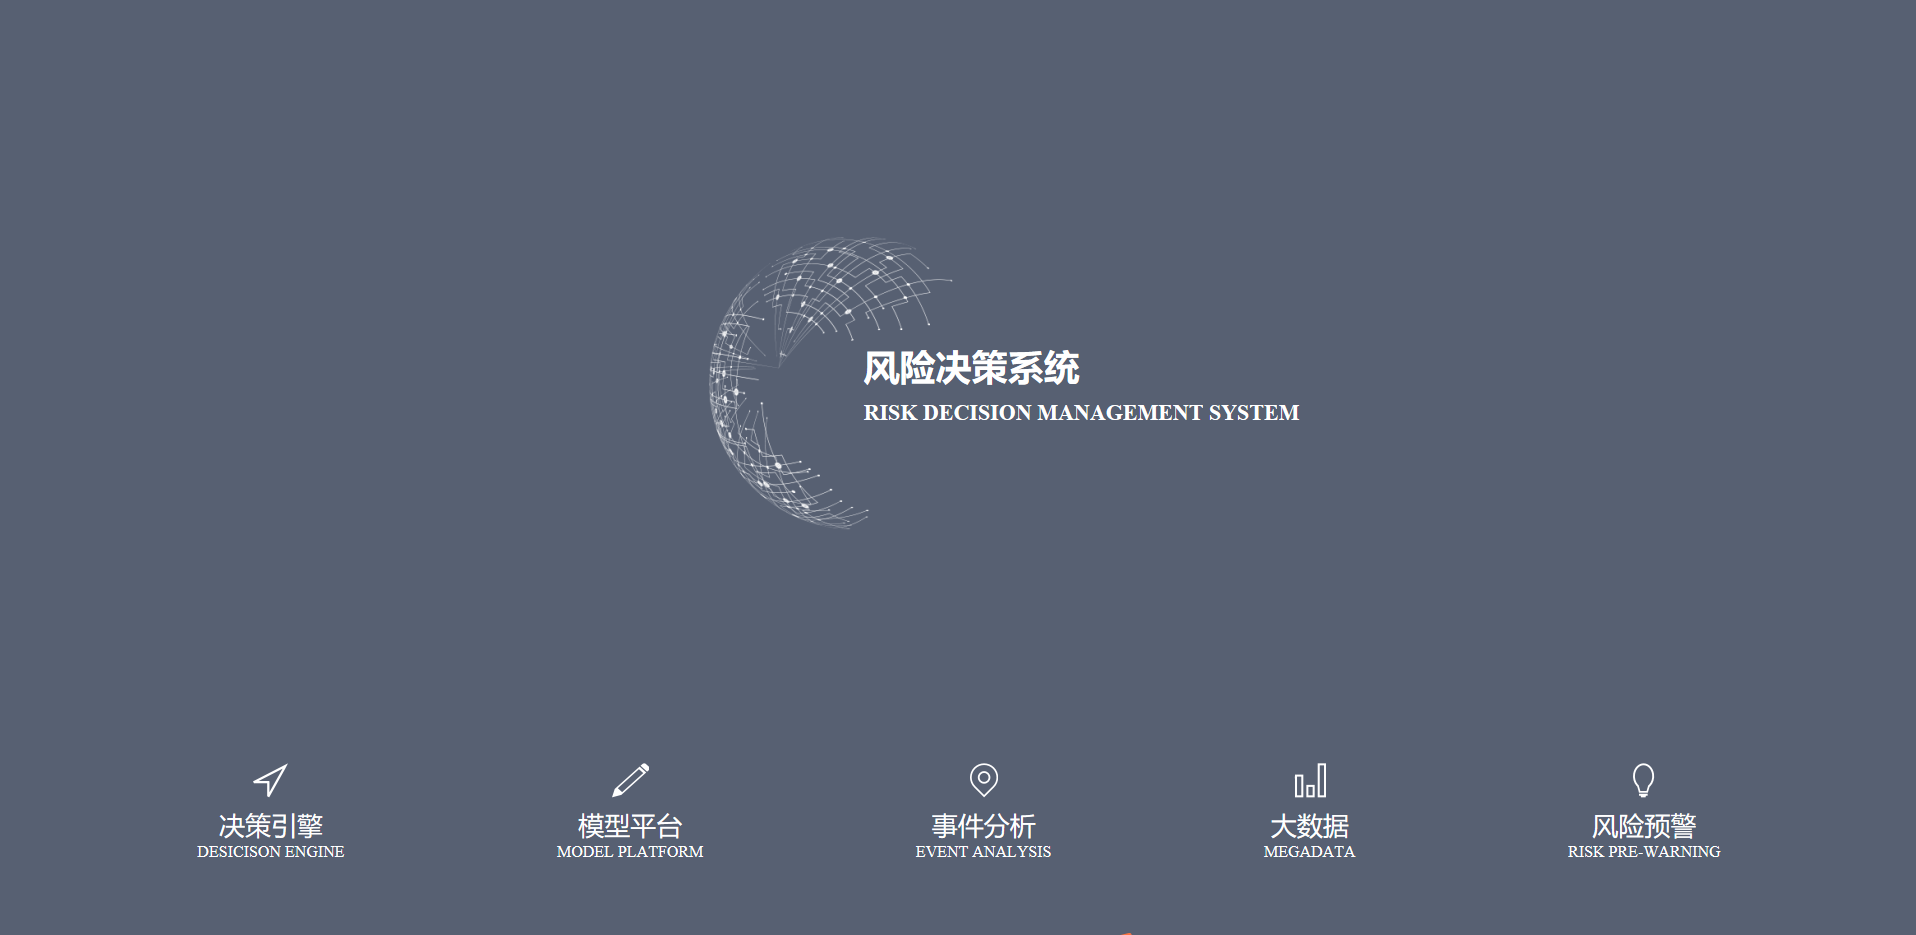 风险决策系统
RISK DECISION MANAGEMENT SYSTEM
决策引擎
DESICISON ENGINE
模型平台
MODEL PLATFORM
事件分析
EVENT ANALYSIS
大数据
MEGADATA
风险预警
RISK PRE-WARNING